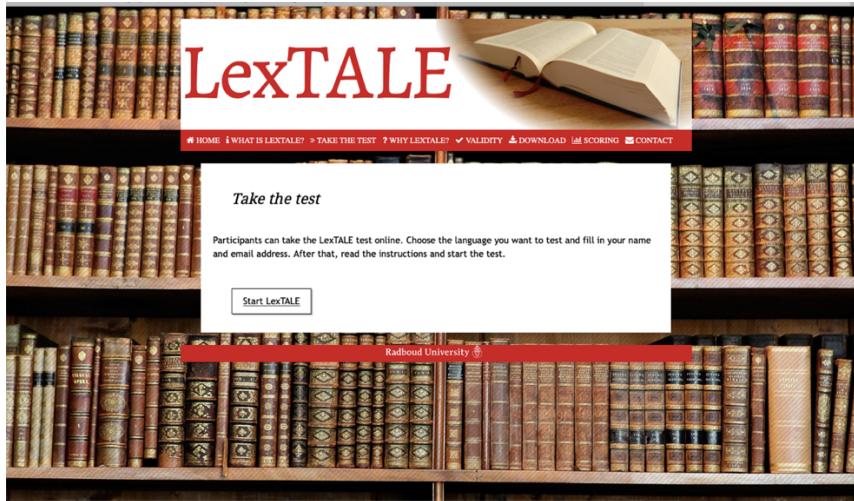 LexTALE
HOME WHAT IS LEXTALE? » TAKE THE TEST ? WHY LEXTALE? VALIDITY DOWNLOAD SCORING CONTACT
Take the test
Participants can take the LexTALE test online. Choose the language you want to test and fill in your name
and email address. After that, read the instructions and start the test.
Start LexTALE
Radboud University